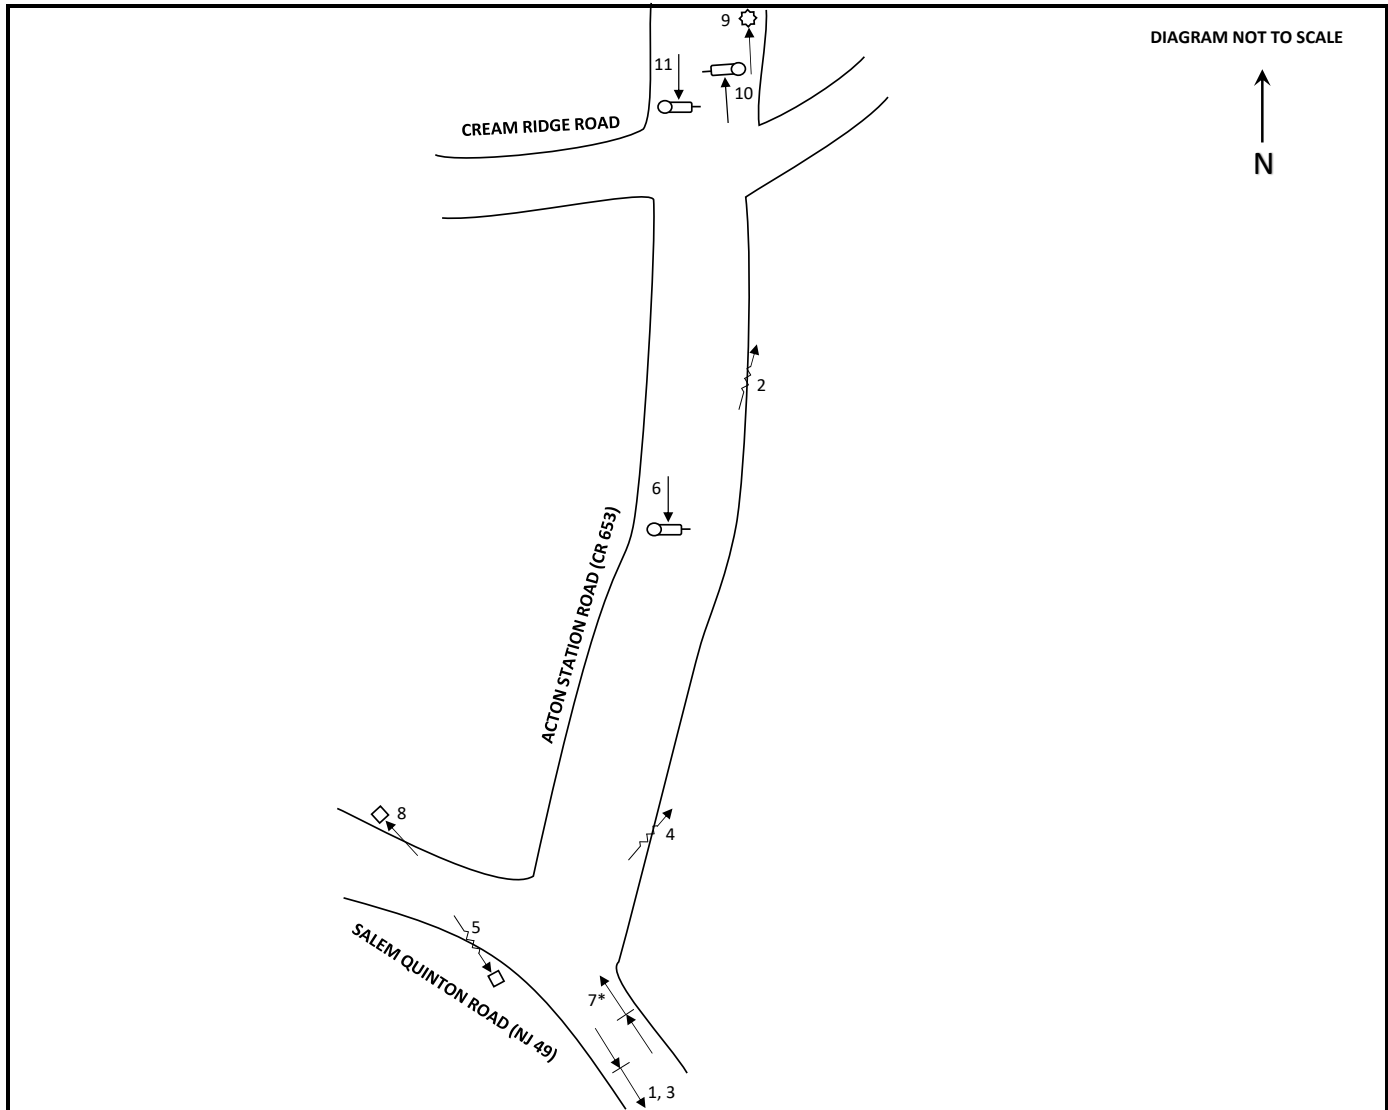 9
DIAGRAM NOT TO SCALE
11
10
CREAM RIDGE ROAD
N
2
6
ACTON STATION ROAD (CR 653)
8
4
5
SALEM QUINTON ROAD (NJ 49)
7*
1, 3